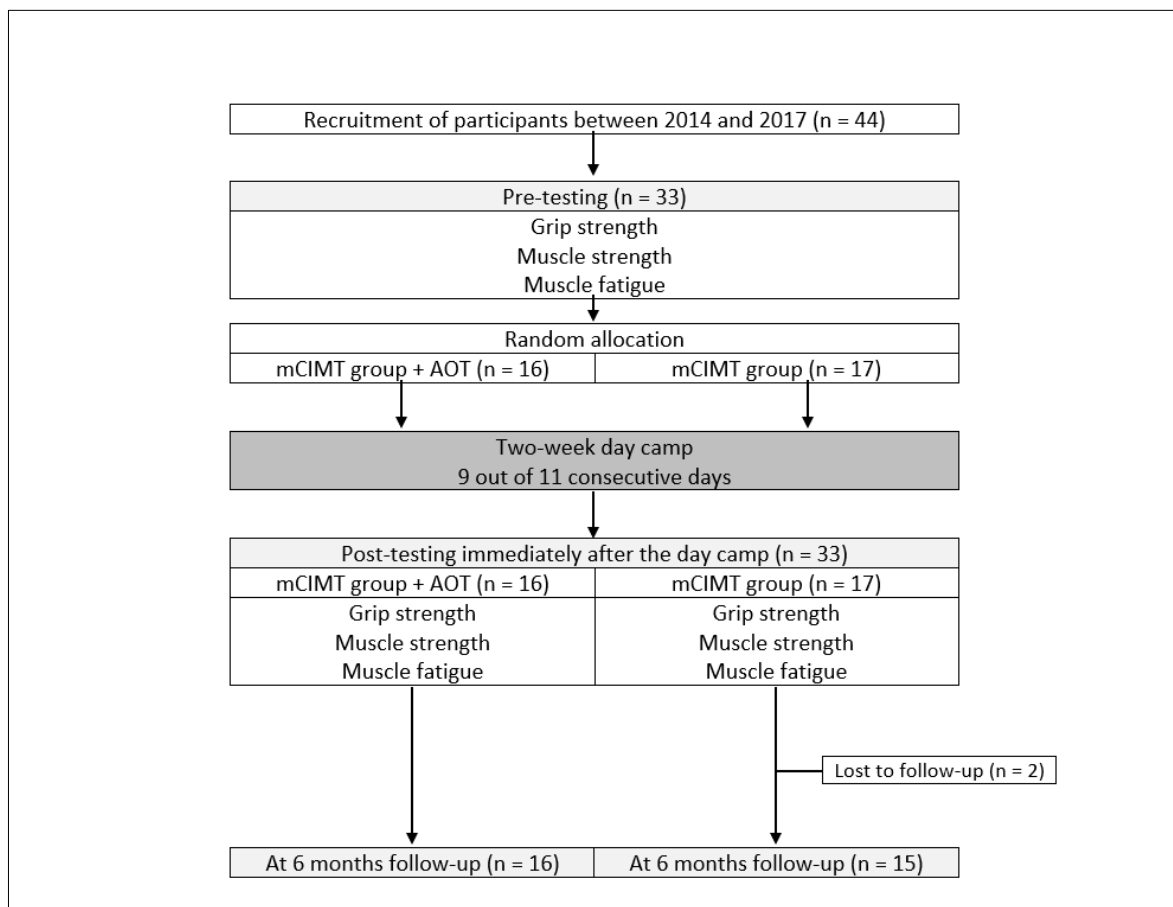 Recruitment of participants between 2014 and 2017 (n = 44)
Pre-testing (n = 33)
Grip strength
Muscle strength
Muscle fatigue
Random allocation
mCIMT group + AOT (n = 16)
mCIMT group (n = 17)
Two-week day camp
9 out of 11 consecutive days
Post-testing immediately after the day camp (n = 33)
mCIMT group + AOT (n = 16)
mCIMT group (n = 17)
Grip strength
Muscle strength
Muscle fatigue
Grip strength
Muscle strength
Muscle fatigue
Lost to follow-up (n = 2)
At 6 months follow-up (n = 16)
At 6 months follow-up (n = 15)